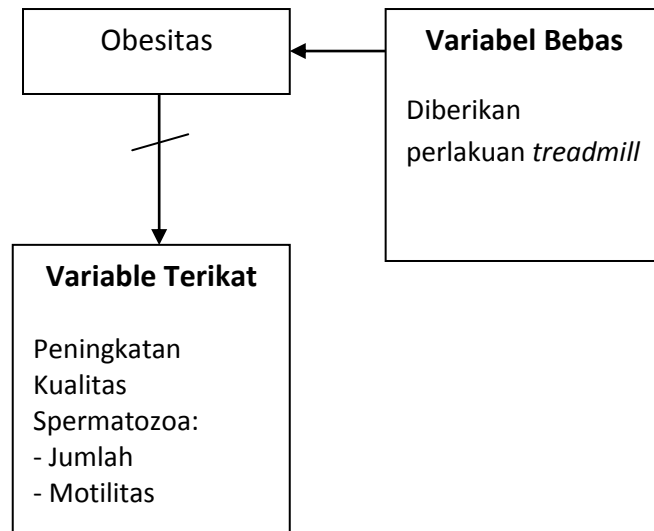 Obesitas
Variabel Bebas
Diberikan
perlakuan treadmill
Variable Terikat
Peningkatan
Kualitas
Spermatozoa:
- Jumlah
- Motilitas